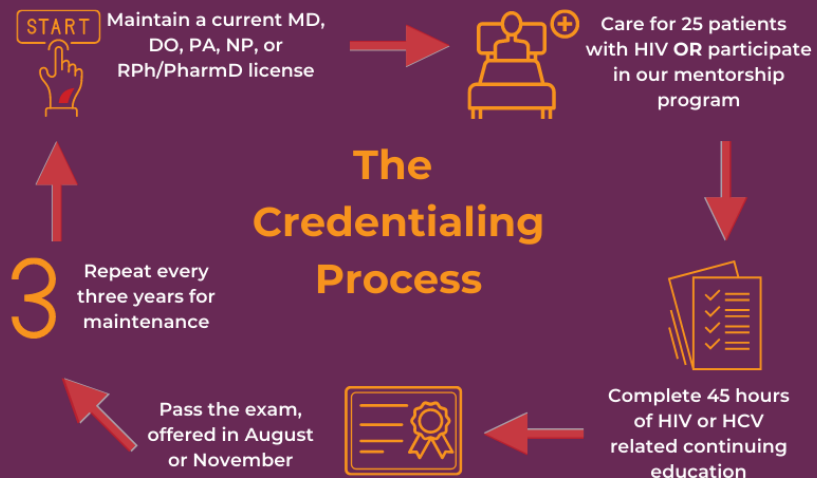 START
Maintain a current MD,
DO, PA, NP, or
RPh/PharmD license
Care for 25 patients
with HIV OR participate
in our mentorship
program
The
Credentialing
Process
Complete 45 hours
of HIV or HCV
related continuing
education
Pass the exam,
offered in August
or November
3
Repeat every
three years for
maintenance